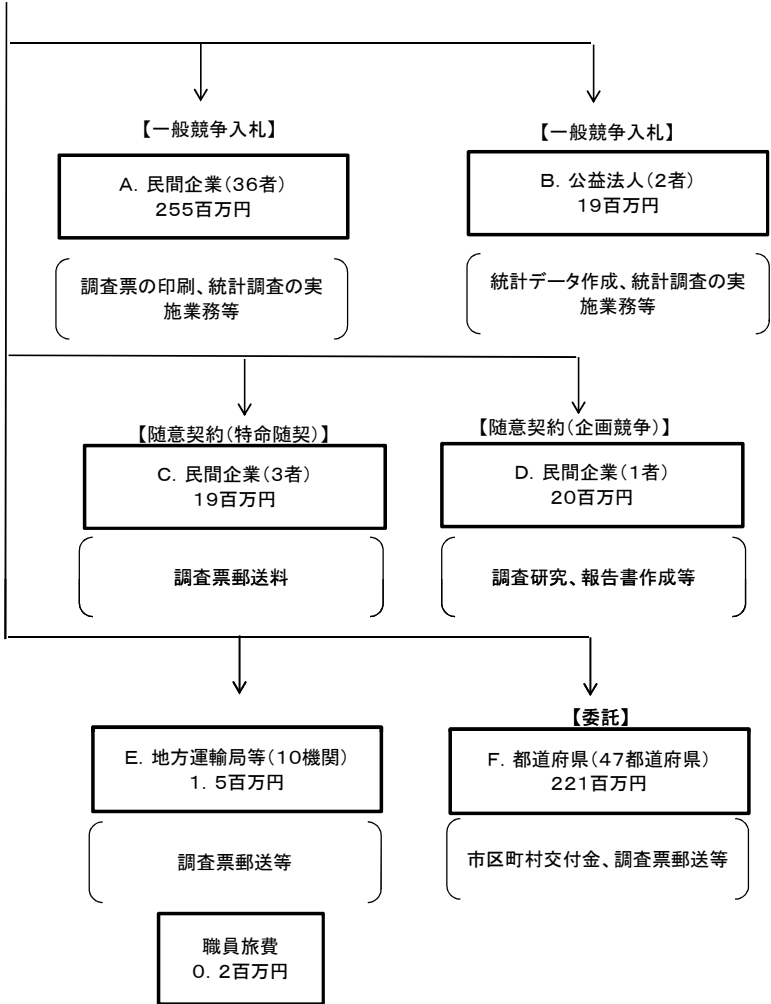 【一般競争入札】
A. 民間企業(36者)
255百万円
調査票の印刷、統計調査の実
施業務等
【一般競争入札】
B. 公益法人(2者)
19百万円
統計データ作成、統計調査の実
施業務等
【随意契約(特命随契)】
C. 民間企業(3者)
19百万円
調査票郵送料
【随意契約(企画競争)】
D. 民間企業(1者)
20百万円
調査研究、報告書作成等
E. 地方運輸局等(10機関)
1. 5百万円
調査票郵送等
【委託】
F. 都道府県(47都道府県)
221百万円
市区町村交付金、調査票郵送等
職員旅費
0. 2百万円